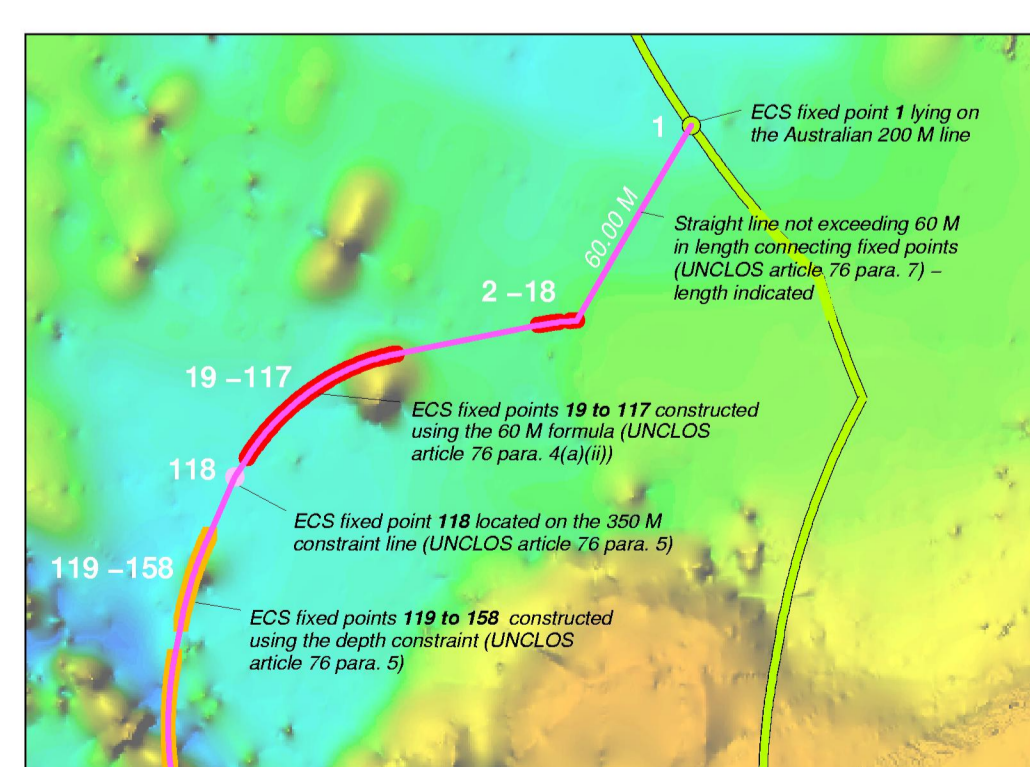 ECS fixed point 1 lying on
the Australian 200 M line
1
Straight line not exceeding 60 M
in length connecting fixed points
(UNCLOS article 76 para. 7) –
length indicated
60.00 M
2 –18
19 –117
ECS fixed points 19 to 117 constructed
using the 60 M formula (UNCLOS
article 76 para. 4(a)(ii))
118
ECS fixed point 118 located on the 350 M
constraint line (UNCLOS article 76 para. 5)
119 –158
ECS fixed points 119 to 158 constructed
using the depth constraint (UNCLOS
article 76 para. 5)